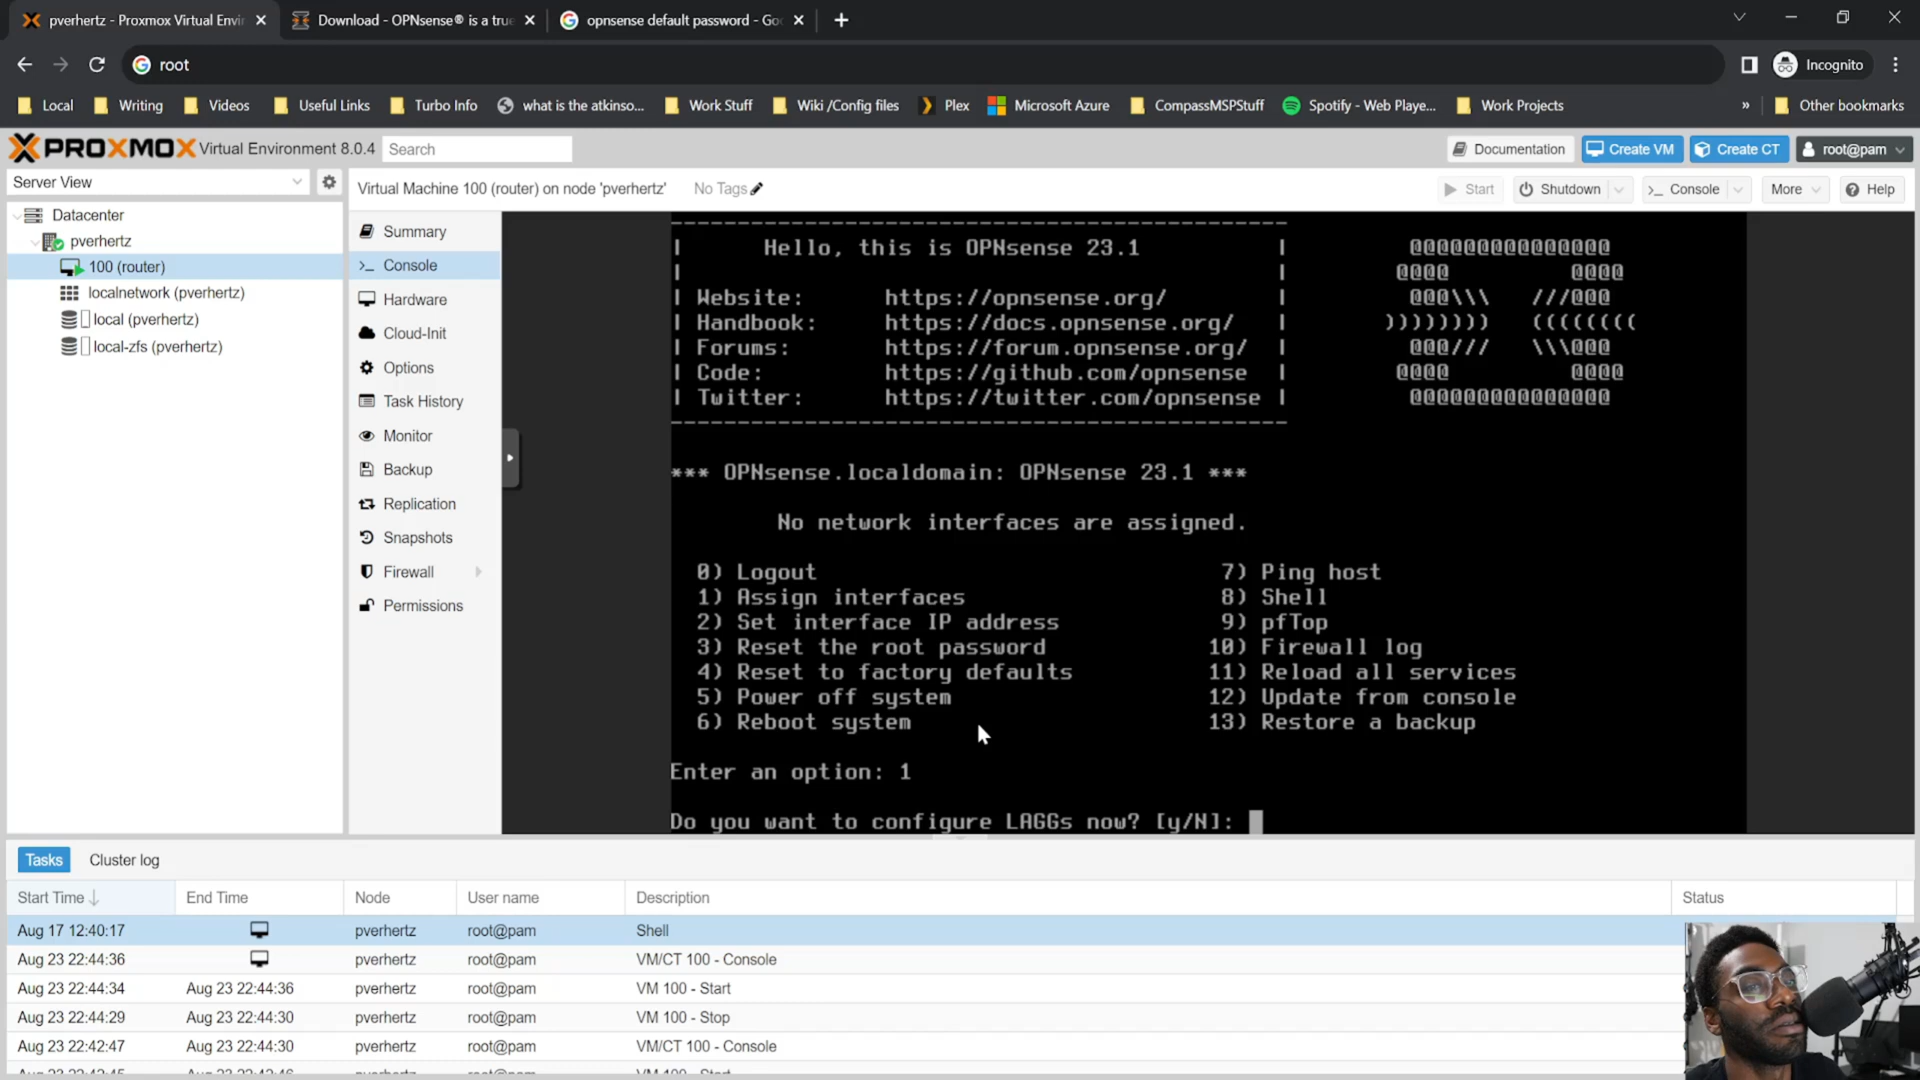 pverhertz - Proxmox Virtual Envir
Download - OPNsense® is a true
opnsense default password - Goo
root
Incognito
Local
Writing
Videos
Useful Links
Turbo Info
what is the atkinso...
Work Stuff
Wiki /Config files
Plex
Microsoft Azure
CompassMSPStuff
Spotify - Web Playe...
Work Projects
»
Other bookmarks
PROXMOX Virtual Environment 8.0.4
Search
Documentation
Create VM
Create CT
root@pam
Server View
Virtual Machine 100 (router) on node 'pverhertz'
No Tags
Start
Shutdown
Console
More
Help
Datacenter
pverhertz
100 (router)
localnetwork (pverhertz)
local (pverhertz)
local-zfs (pverhertz)
Summary
Console
Hardware
Cloud-Init
Options
Task History
Monitor
Backup
Replication
Snapshots
Firewall
Permissions
----------------------------------------------
|      Hello, this is OPNsense 23.1          |      @@@@@@@@@@@@@@@
|                                            |     @@@@         @@@@
| Website:      https://opnsense.org/        |      @@@\\\   ///@@@
| Handbook:     https://docs.opnsense.org/   |    ))))))))   ((((((((
| Forums:       https://forum.opnsense.org/  |      @@@///   \\\@@@
| Code:         https://github.com/opnsense  |     @@@@         @@@@
| Twitter:      https://twitter.com/opnsense |      @@@@@@@@@@@@@@@
----------------------------------------------
*** OPNsense.localdomain: OPNsense 23.1 ***
No network interfaces are assigned.
0) Logout                              7) Ping host
1) Assign interfaces                   8) Shell
2) Set interface IP address            9) pfTop
3) Reset the root password            10) Firewall log
4) Reset to factory defaults          11) Reload all services
5) Power off system                   12) Update from console
6) Reboot system                      13) Restore a backup
Enter an option: 1
Do you want to configure LAGGs now? [y/N]:
Tasks
Cluster log
Start Time
End Time
Node
User name
Description
Status
Aug 17 12:40:17 pverhertz root@pam Shell
Aug 23 22:44:36 pverhertz root@pam VM/CT 100 - Console
Aug 23 22:44:34 Aug 23 22:44:36 pverhertz root@pam VM 100 - Start
Aug 23 22:44:29 Aug 23 22:44:30 pverhertz root@pam VM 100 - Stop
Aug 23 22:42:47 Aug 23 22:44:30 pverhertz root@pam VM/CT 100 - Console